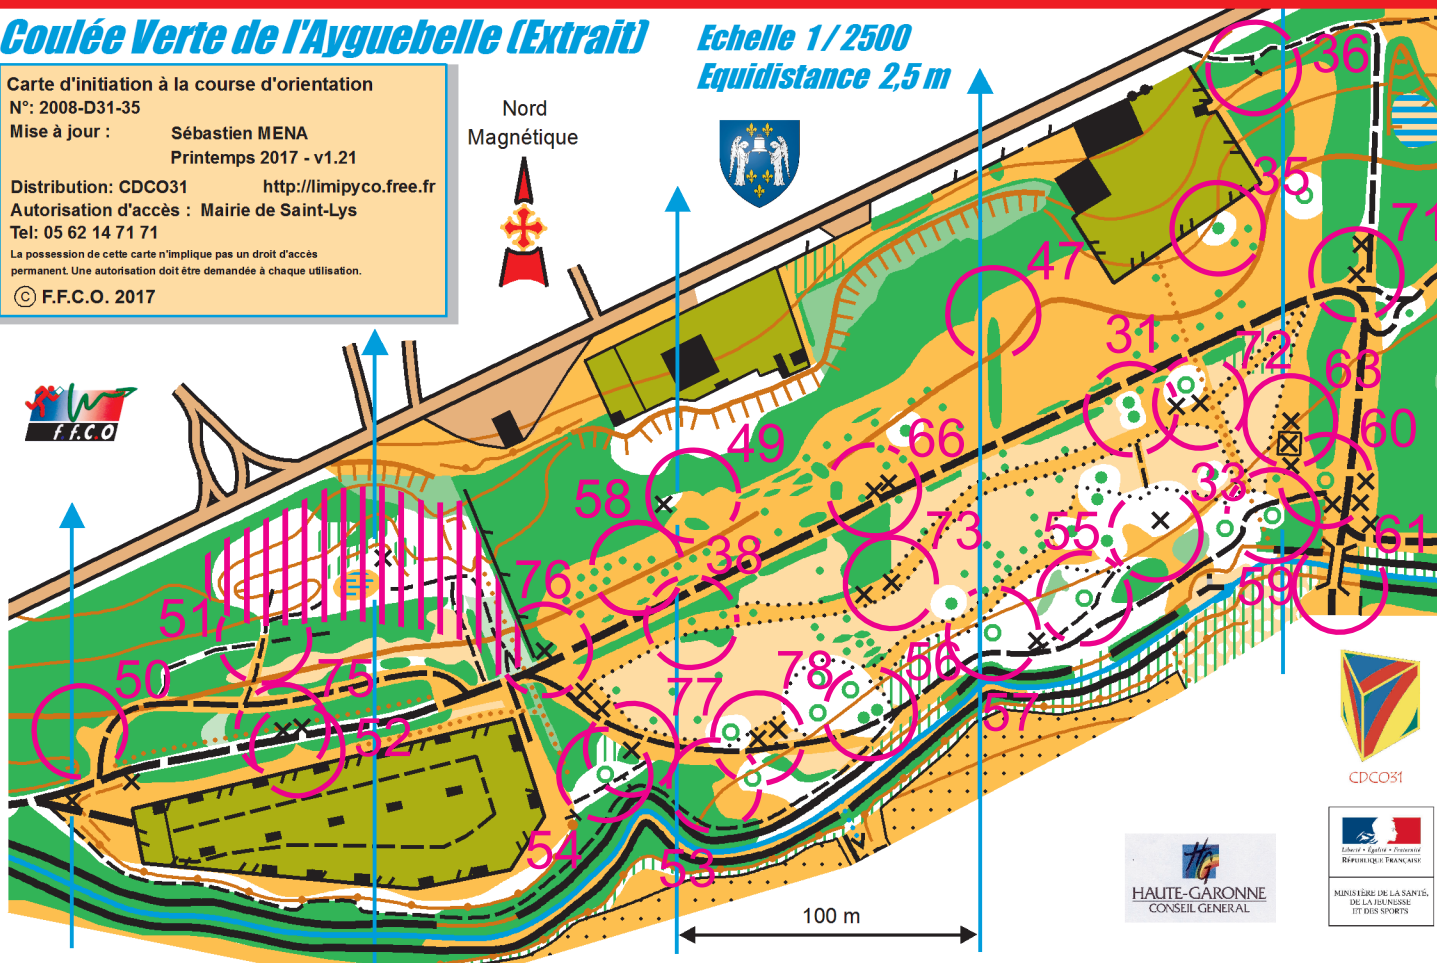 Coulée Verte de l'Ayguebelle (Extrait)
Echelle 1 / 2500
Equidistance 2,5 m
Carte d'initiation à la course d'orientation
N°: 2008-D31-35
Mise à jour : Sébastien MENA
Printemps 2017 - v1.21
Distribution: CDCO31 http://limipyco.free.fr
Autorisation d'accès : Mairie de Saint-Lys
Tel: 05 62 14 71 71
La possession de cette carte n'implique pas un droit d'accès
permanent. Une autorisation doit être demandée à chaque utilisation.
© F.F.C.O. 2017
Nord
Magnétique
f.f.C.O
36
35
71
47
31
72
63
60
49
66
58
33
73
55
61
38
76
59
51
50
75
78
56
77
57
52
54
53
100 m
CDCO31
HG
HAUTE-GARONNE
CONSEIL GENERAL
Liberté • Égalité • Fraternité
RÉPUBLIQUE FRANÇAISE
MINISTÈRE DE LA SANTÉ,
DE LA JEUNESSE
ET DES SPORTS